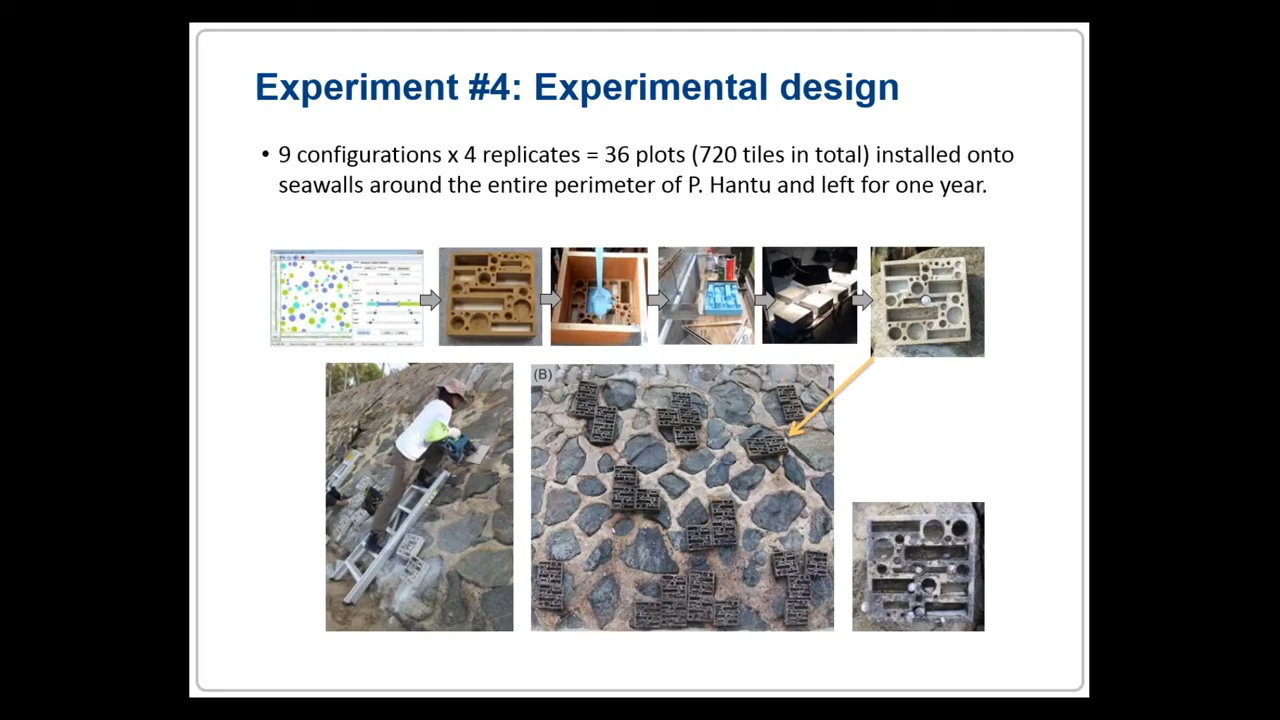 Experiment #4: Experimental design
• 9 configurations x 4 replicates = 36 plots (720 tiles in total) installed onto
seawalls around the entire perimeter of P. Hantu and left for one year.
(B)